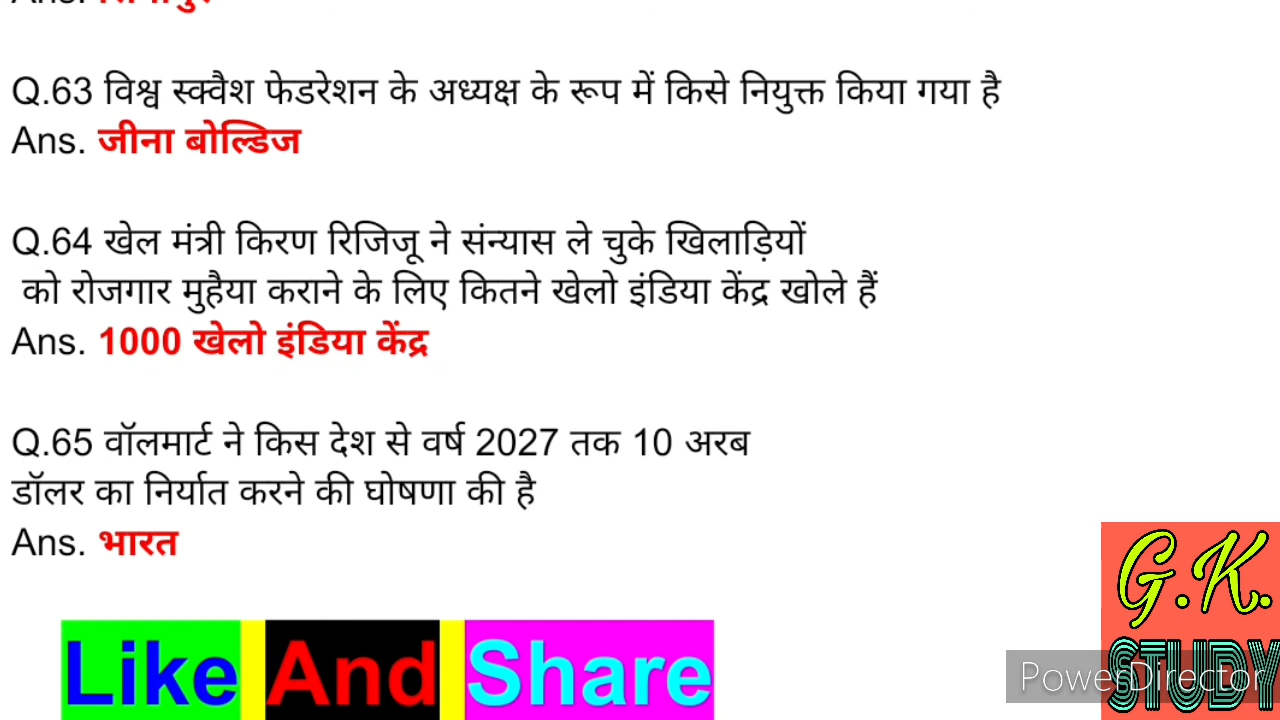 Ans.
Q.63 विश्व स्क्वैश फेडरेशन के अध्यक्ष के रूप में किसे नियुक्त किया गया है
Ans. जीना बोल्डिज
Q.64 खेल मंत्री किरण रिजिजू ने संन्यास ले चुके खिलाड़ियों
को रोजगार मुहैया कराने के लिए कितने खेलो इंडिया केंद्र खोले हैं
Ans. 1000 खेलो इंडिया केंद्र
Q.65 वॉलमार्ट ने किस देश से वर्ष 2027 तक 10 अरब
डॉलर का निर्यात करने की घोषणा की है
Ans. भारत
Like And Share
G.K.
STUDY
PowerDirector